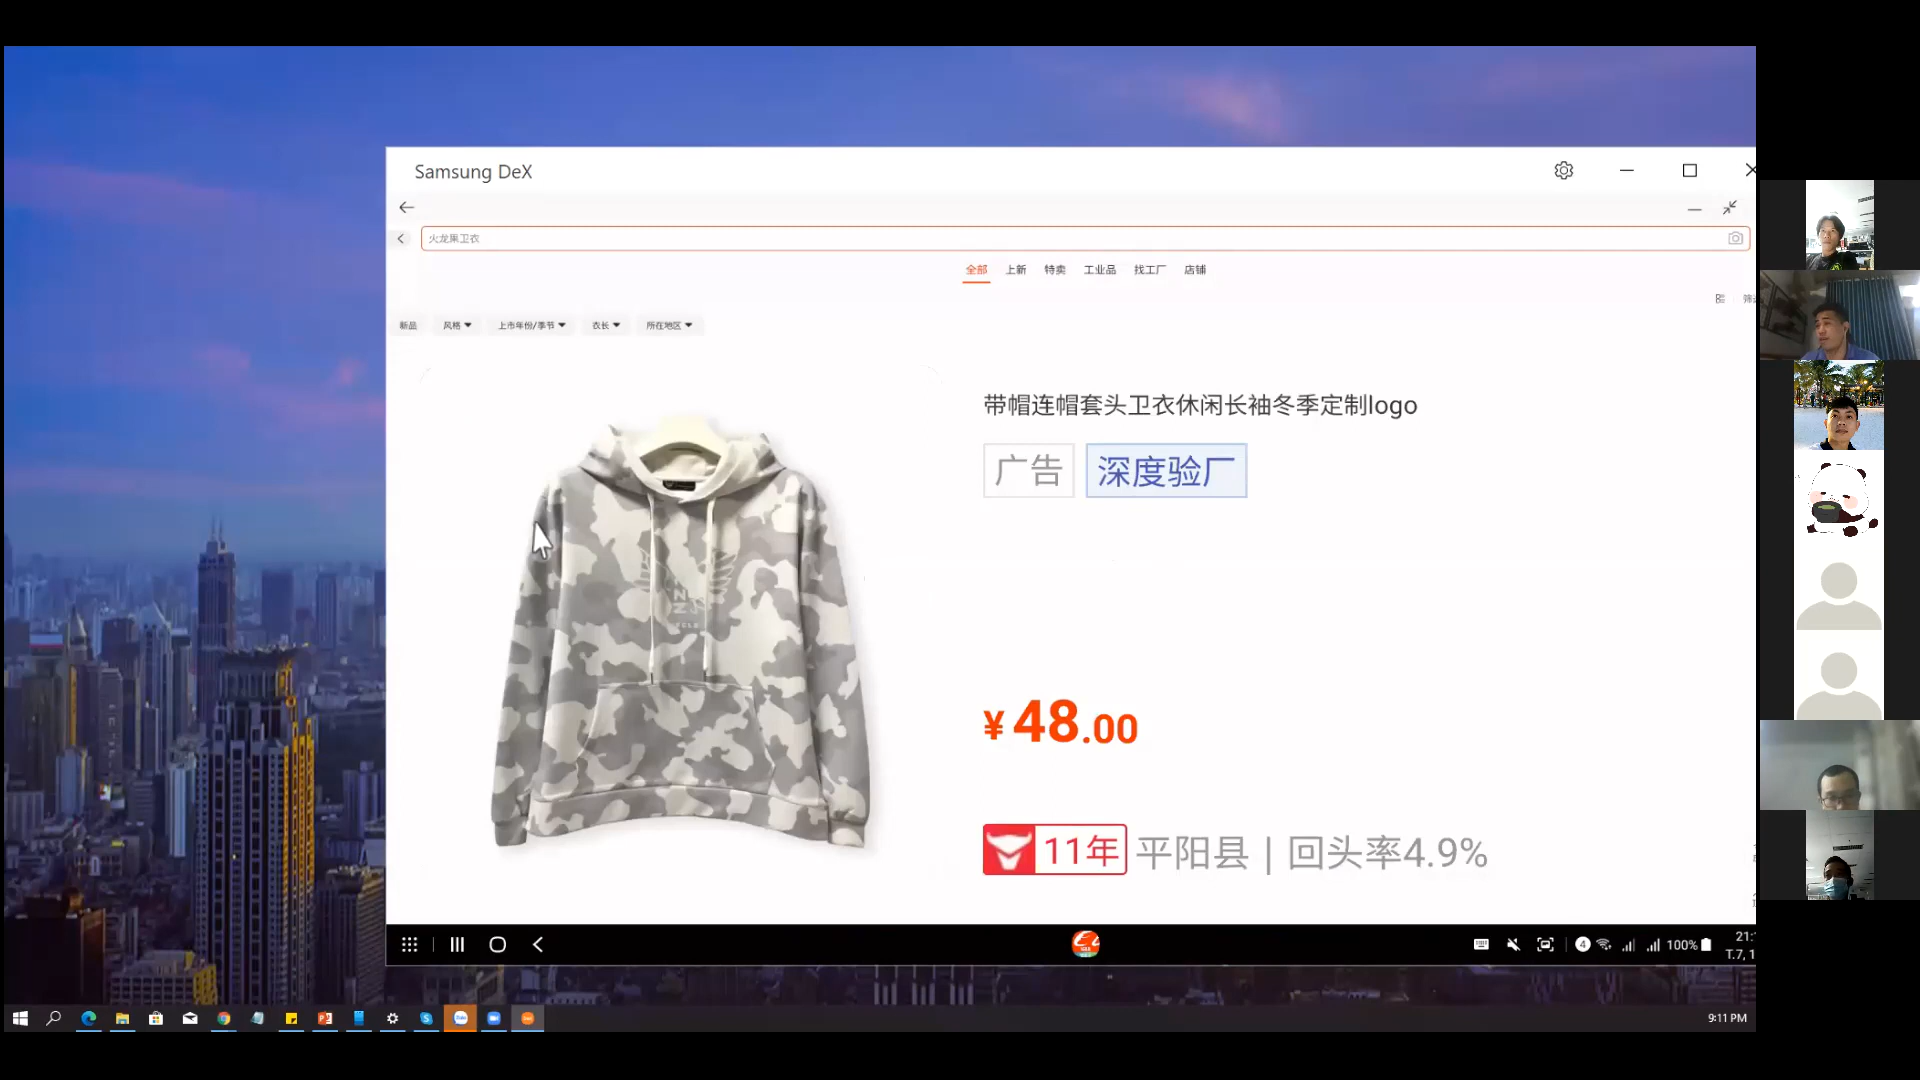 Samsung DeX
火龙果卫衣
全部 上新 特卖 工业品 找工厂 店铺
新品 风格 上市年份/季节 衣长 所在地区
带帽连帽套头卫衣休闲长袖冬季定制logo
广告 深度验厂
¥48.00
11年 平阳县 | 回头率4.9%
NZ
4 100%
9:11 PM